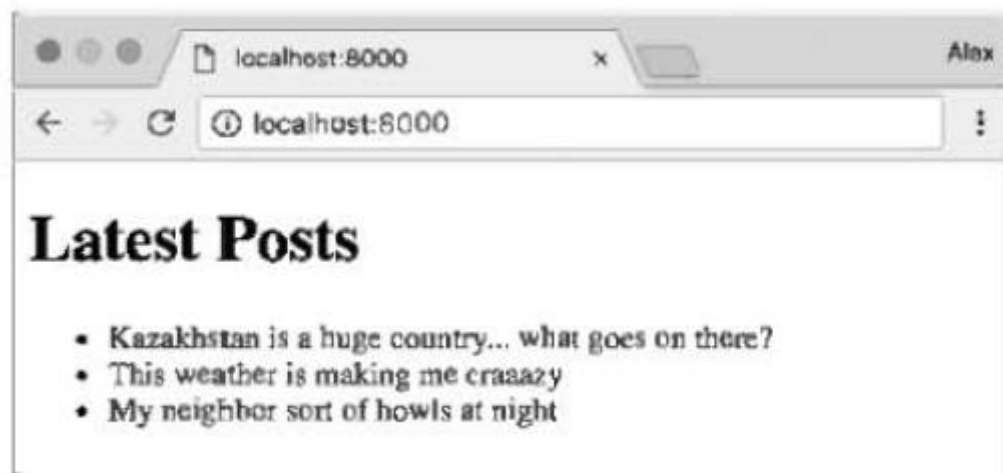 localhost:8000
Alex
localhost:8000
Latest Posts
• Kazakhstan is a huge country... what goes on there?
• This weather is making me craaazy
• My neighbor sort of howls at night